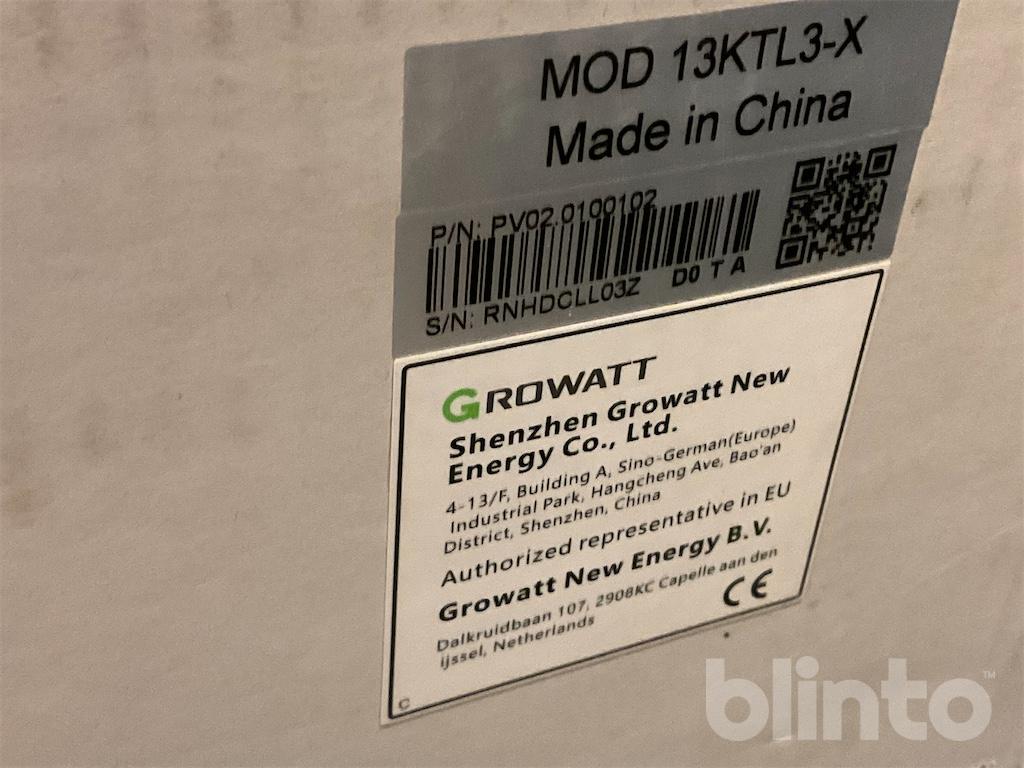 MOD 13KTL3-X
Made in China
P/N: PV02.0100102
D0 T A
S/N: RNHDCLL03Z
GROWATT
Shenzhen Growatt New
Energy Co., Ltd.
4-13/F, Building A, Sino-German(Europe)
Industrial Park, Hangcheng Ave, Bao'an
District, Shenzhen, China
Authorized representative in EU
Growatt New Energy B.V.
Dalkruidbaan 107, 2908KC Capelle aan den
ijssel, Netherlands
CE
C
blinto™